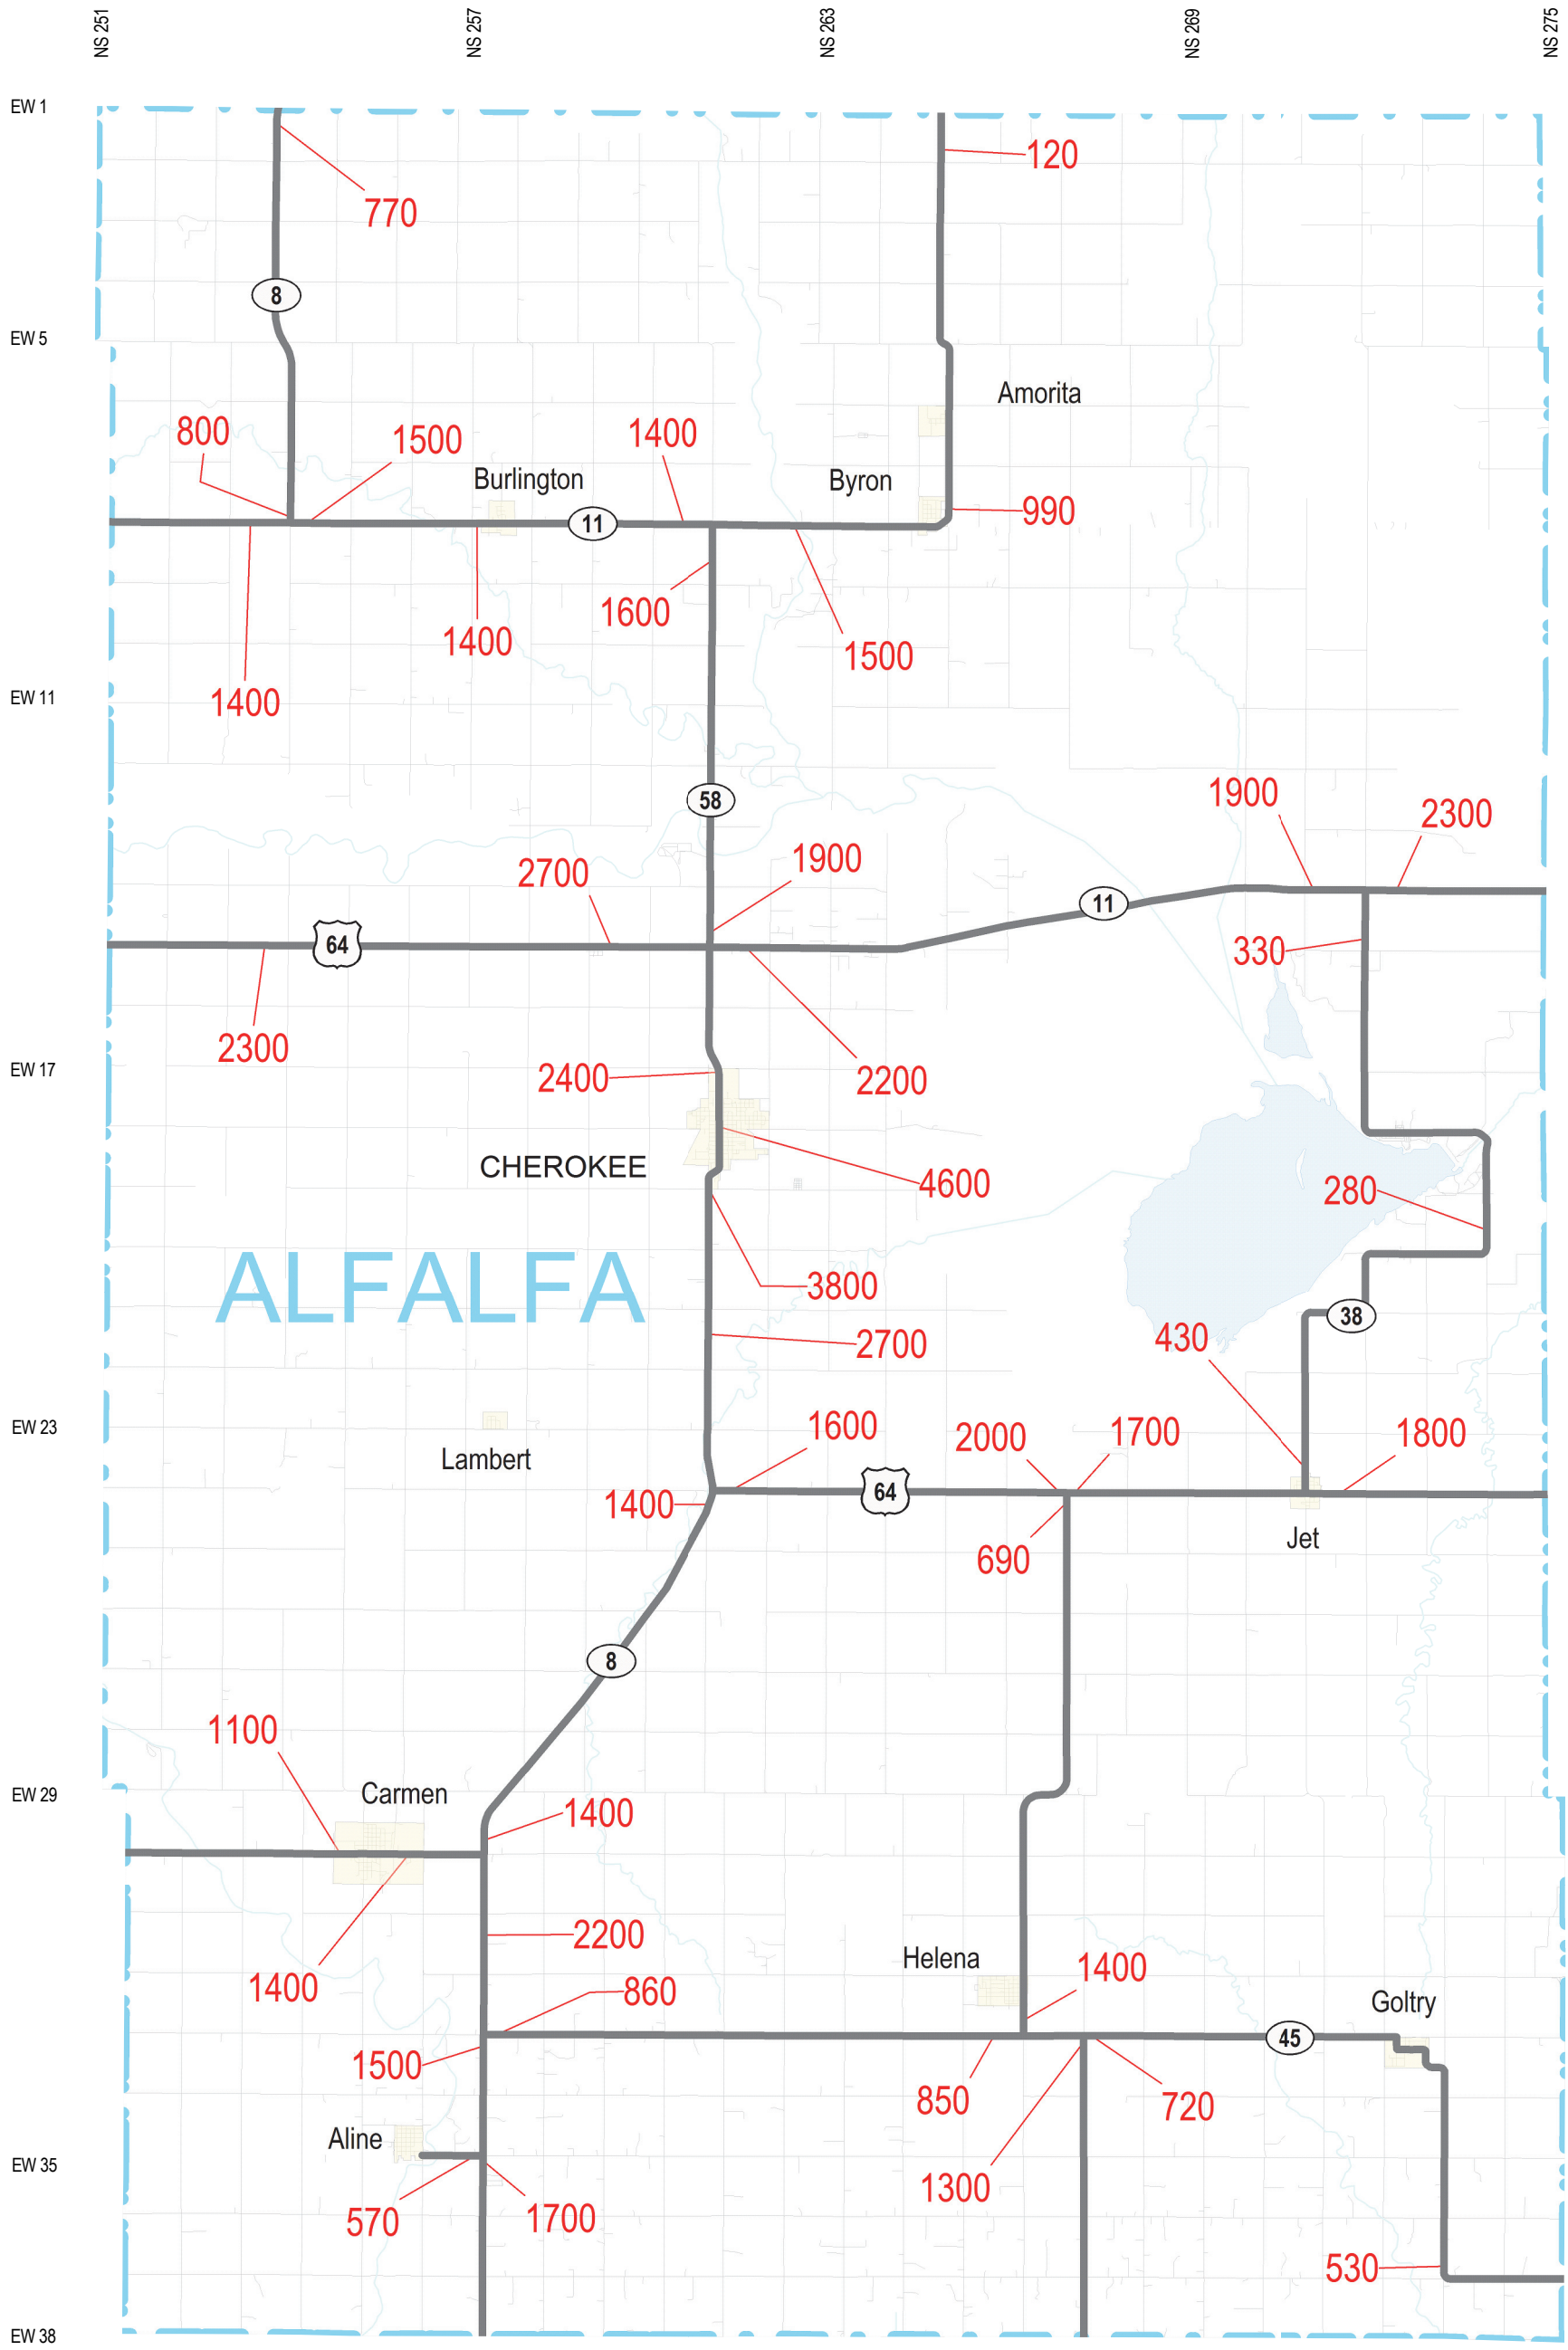 NS 251
NS 257
NS 263
NS 269
NS 275
EW 1
120
770
8
EW 5
Amorita
800
1500
1400
Burlington
Byron
990
11
1600
1400
1500
EW 11
1400
58
1900
2300
1900
2700
11
64
330
2300
EW 17
2400
2200
CHEROKEE
4600
280
ALFALFA
3800
38
2700
430
EW 23
1600
2000
1700
1800
Lambert
64
1400
Jet
690
8
1100
EW 29
Carmen
1400
2200
Helena
1400
1400
860
Goltry
45
1500
850
720
Aline
EW 35
1300
570
1700
530
EW 38